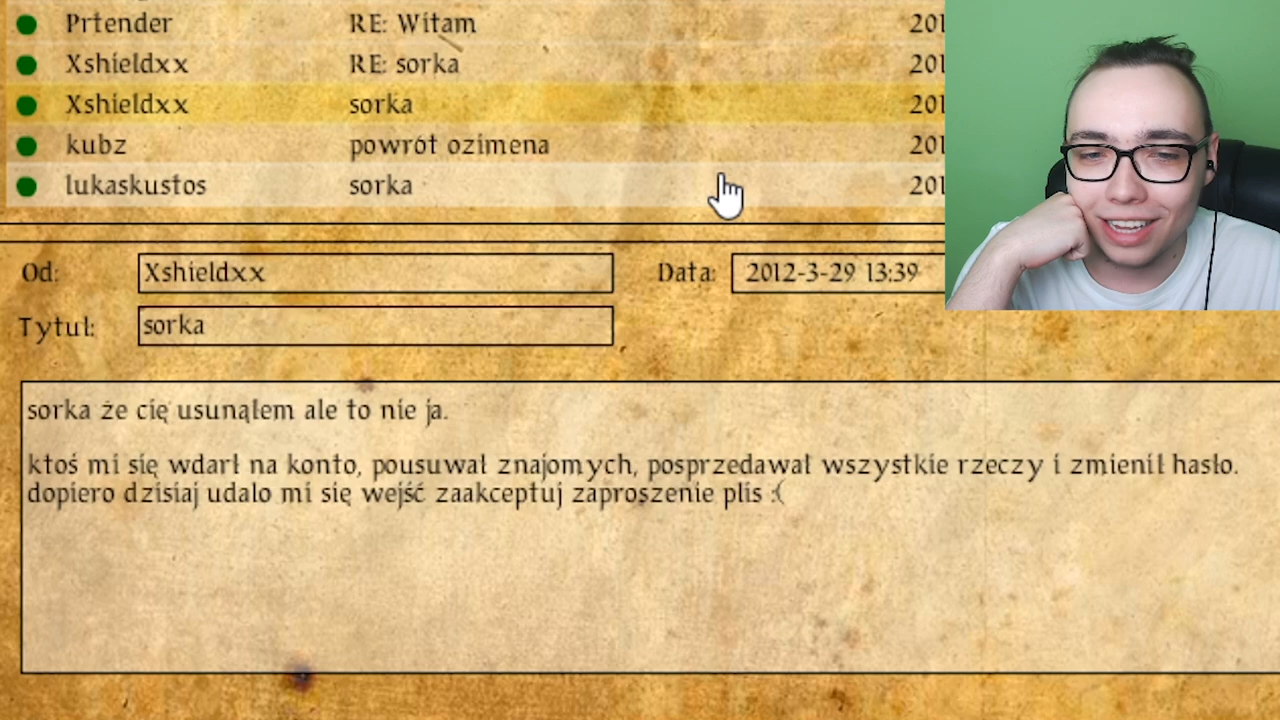 Prtender RE: Witam 201
Xshieldxx RE: sorka 201
Xshieldxx sorka 201
kubz powrót ozimena 201
lukaskustos sorka 201
Od: Xshieldxx Data: 2012-3-29 13:39
Tytuł: sorka
sorka że cię usunąłem ale to nie ja.
ktoś mi się wdarł na konto, pousuwał znajomych, posprzedawał wszystkie rzeczy i zmienił hasło.
dopiero dzisiaj udalo mi się wejść zaakceptuj zaproszenie plis :(